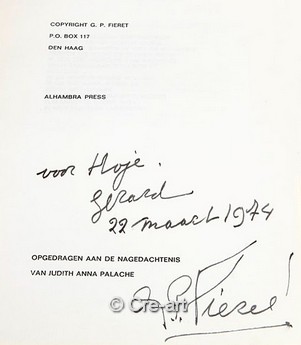 COPYRIGHT G. P. FIERET
P.O. BOX 117
DEN HAAG
ALHAMBRA PRESS
voor Hoje.
Gerard
22 maart 1974
OPGEDRAGEN AAN DE NAGEDACHTENIS
VAN JUDITH ANNA PALACHE
G.P. Fieret!
© Cre-art